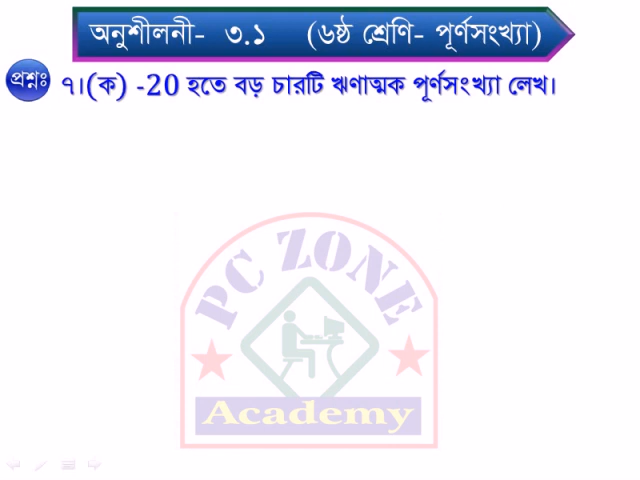 অনুশীলনী- ৩.১ (৬ষ্ঠ শ্রেণি- পূর্ণসংখ্যা)
প্রশ্নঃ ৭।(ক) -20 হতে বড় চারটি ঋণাত্মক পূর্ণসংখ্যা লেখ।
PC ZONE
Academy